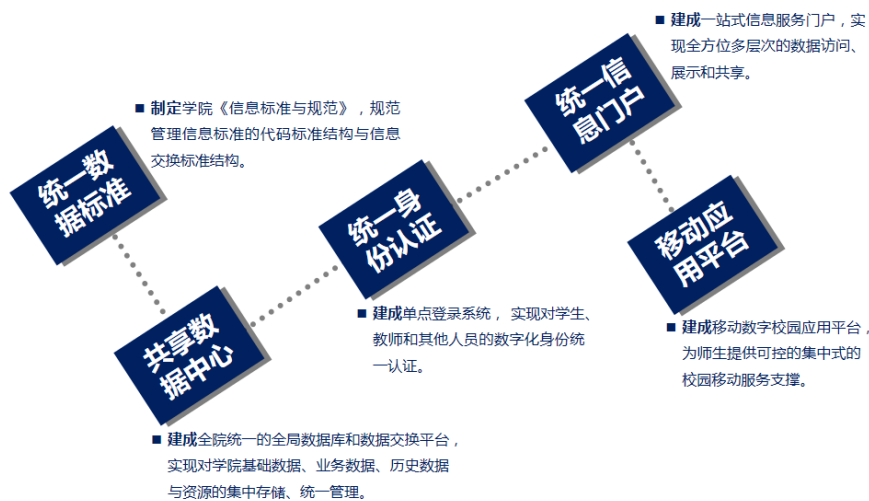 统一数
据标准
■ 制定学院《信息标准与规范》，规范
管理信息标准的代码标准结构与信息
交换标准结构。
共享数
据中心
■ 建成全院统一的全局数据库和数据交换平台，
实现对学院基础数据、业务数据、历史数据
与资源的集中存储、统一管理。
统一身
份认证
■ 建成单点登录系统， 实现对学生、
教师和其他人员的数字化身份统
一认证。
统一信
息门户
■ 建成一站式信息服务门户，实
现全方位多层次的数据访问、
展示和共享。
移动应
用平台
■ 建成移动数字校园应用平台，
为师生提供可控的集中式的
校园移动服务支撑。